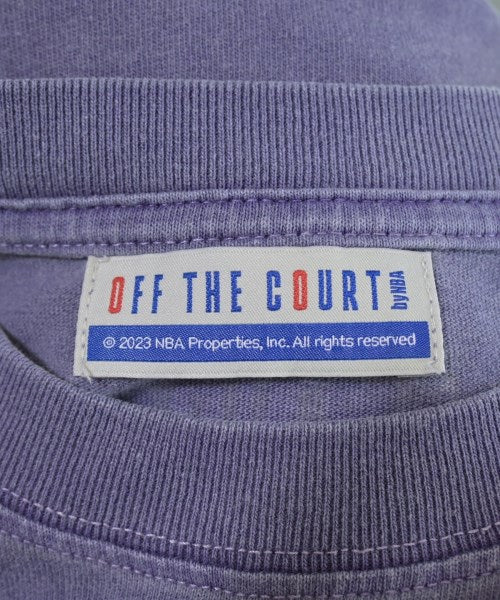 OFF THE COURT by NBA
© 2023 NBA Properties, Inc. All rights reserved